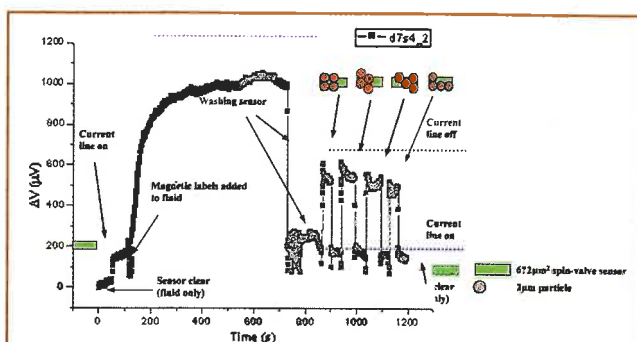 d7s4_2
1200
1000
800
600
400
200
0
ΔV (μV)
Washing sensor
Current
line on
Magnetic labels added
to fluid
Sensor clear
(fluid only)
Current
line off
Current
line on
clear
only)
672μm² spin-valve sensor
2μm particle
0 200 400 600 800 1000 1200
Time (s)